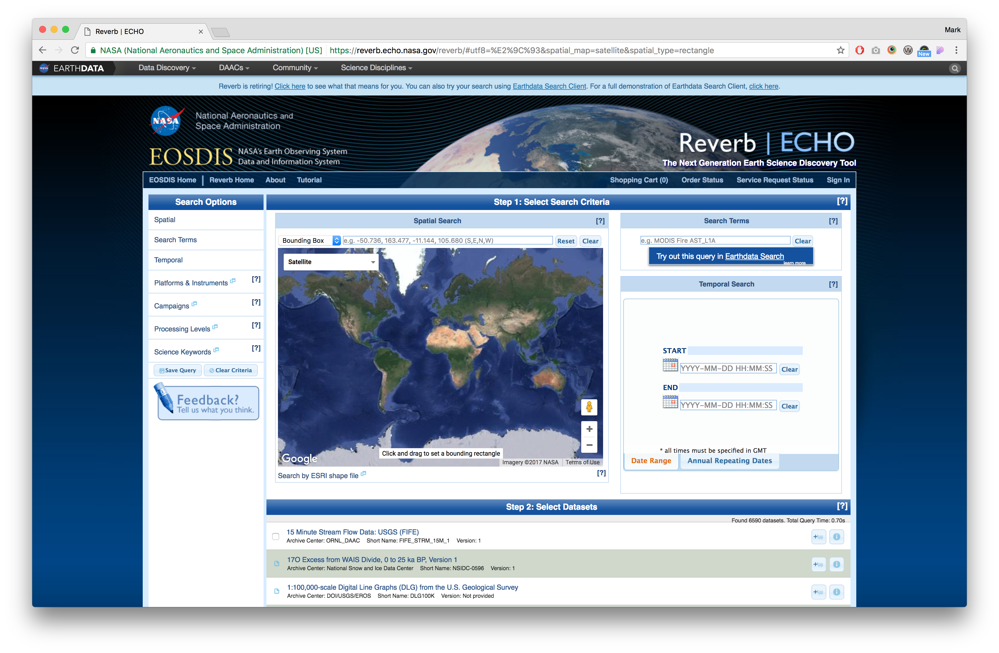 Reverb | ECHO
Mark
NASA (National Aeronautics and Space Administration) [US]
https://reverb.echo.nasa.gov/reverb/#utf8=%E2%9C%93&spatial_map=satellite&spatial_type=rectangle
New
NASA EARTHDATA
Data Discovery
DAACs
Community
Science Disciplines
Reverb is retiring! Click here to see what that means for you. You can also try your search using Earthdata Search Client. For a full demonstration of Earthdata Search Client, click here.
NASA
National Aeronautics and
Space Administration
EOSDIS
NASA's Earth Observing System
Data and Information System
Reverb | ECHO
The Next Generation Earth Science Discovery Tool
EOSDIS Home | Reverb Home About Tutorial
Shopping Cart (0) Order Status Service Request Status Sign In
Search Options
Spatial
Search Terms
Temporal
Platforms & Instruments [?]
Campaigns [?]
Processing Levels [?]
Science Keywords [?]
Save Query Clear Criteria
Feedback?
Tell us what you think.
Step 1: Select Search Criteria [?]
Spatial Search [?]
Bounding Box e.g. -50.736, 163.477, -11.144, 105.680 (S,E,N,W) Reset Clear
Satellite
Click and drag to set a bounding rectangle
Google
Imagery ©2017 NASA Terms of Use
Search by ESRI shape file [?]
Search Terms [?]
e.g. MODIS Fire AST_L1A Clear
Try out this query in Earthdata Search
learn more
Temporal Search [?]
START
YYYY-MM-DD HH:MM:SS Clear
END
YYYY-MM-DD HH:MM:SS Clear
* all times must be specified in GMT
Date Range Annual Repeating Dates
Step 2: Select Datasets [?]
Found 6590 datasets. Total Query Time: 0.70s
15 Minute Stream Flow Data: USGS (FIFE)
Archive Center: ORNL_DAAC Short Name: FIFE_STRM_15M_1 Version: 1
17O Excess from WAIS Divide, 0 to 25 ka BP, Version 1
Archive Center: National Snow and Ice Data Center Short Name: NSIDC-0596 Version: 1
1:100,000-scale Digital Line Graphs (DLG) from the U.S. Geological Survey
Archive Center: DOI/USGS/EROS Short Name: DLG100K Version: Not provided